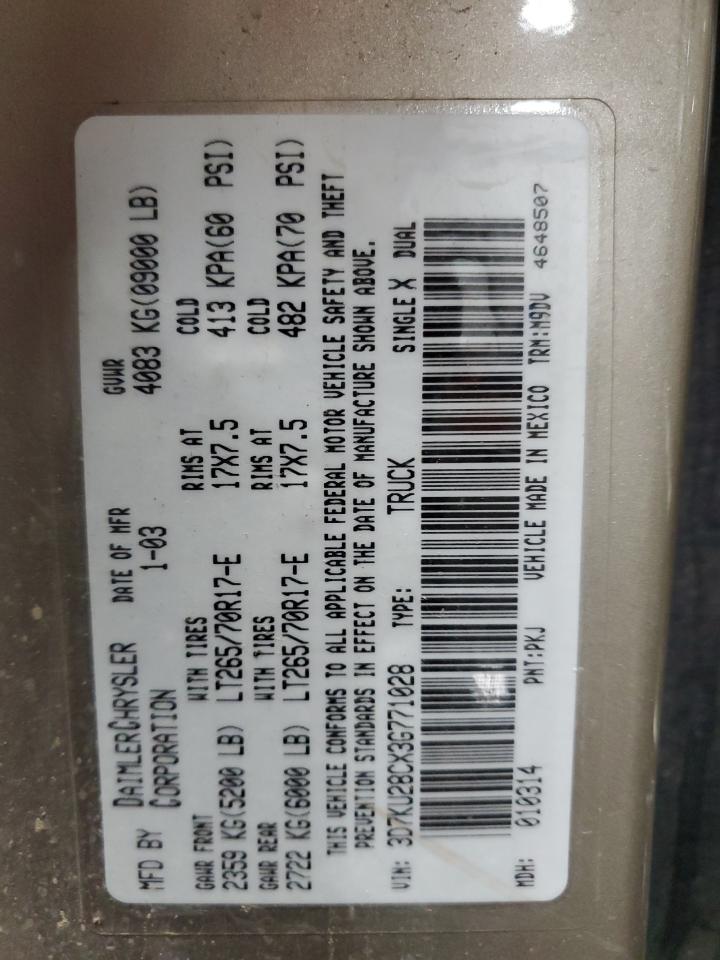 MFD BY DAIMLERCHRYSLER CORPORATION DATE OF MFR 1-03 GVWR 4083 KG(09000 LB)
GAWR FRONT WITH TIRES RIMS AT COLD
2359 KG(5200 LB) LT265/70R17-E 17X7.5 413 KPA(60 PSI)
GAWR REAR WITH TIRES RIMS AT COLD
2722 KG(6000 LB) LT265/70R17-E 17X7.5 482 KPA(70 PSI)
THIS VEHICLE CONFORMS TO ALL APPLICABLE FEDERAL MOTOR VEHICLE SAFETY AND THEFT
PREVENTION STANDARDS IN EFFECT ON THE DATE OF MANUFACTURE SHOWN ABOVE.
VIN: 3D7KU28CX3G771028 TYPE: TRUCK SINGLE X DUAL
MDH: 010314 PNT:PKJ VEHICLE MADE IN MEXICO TRM:M9DV 4648507